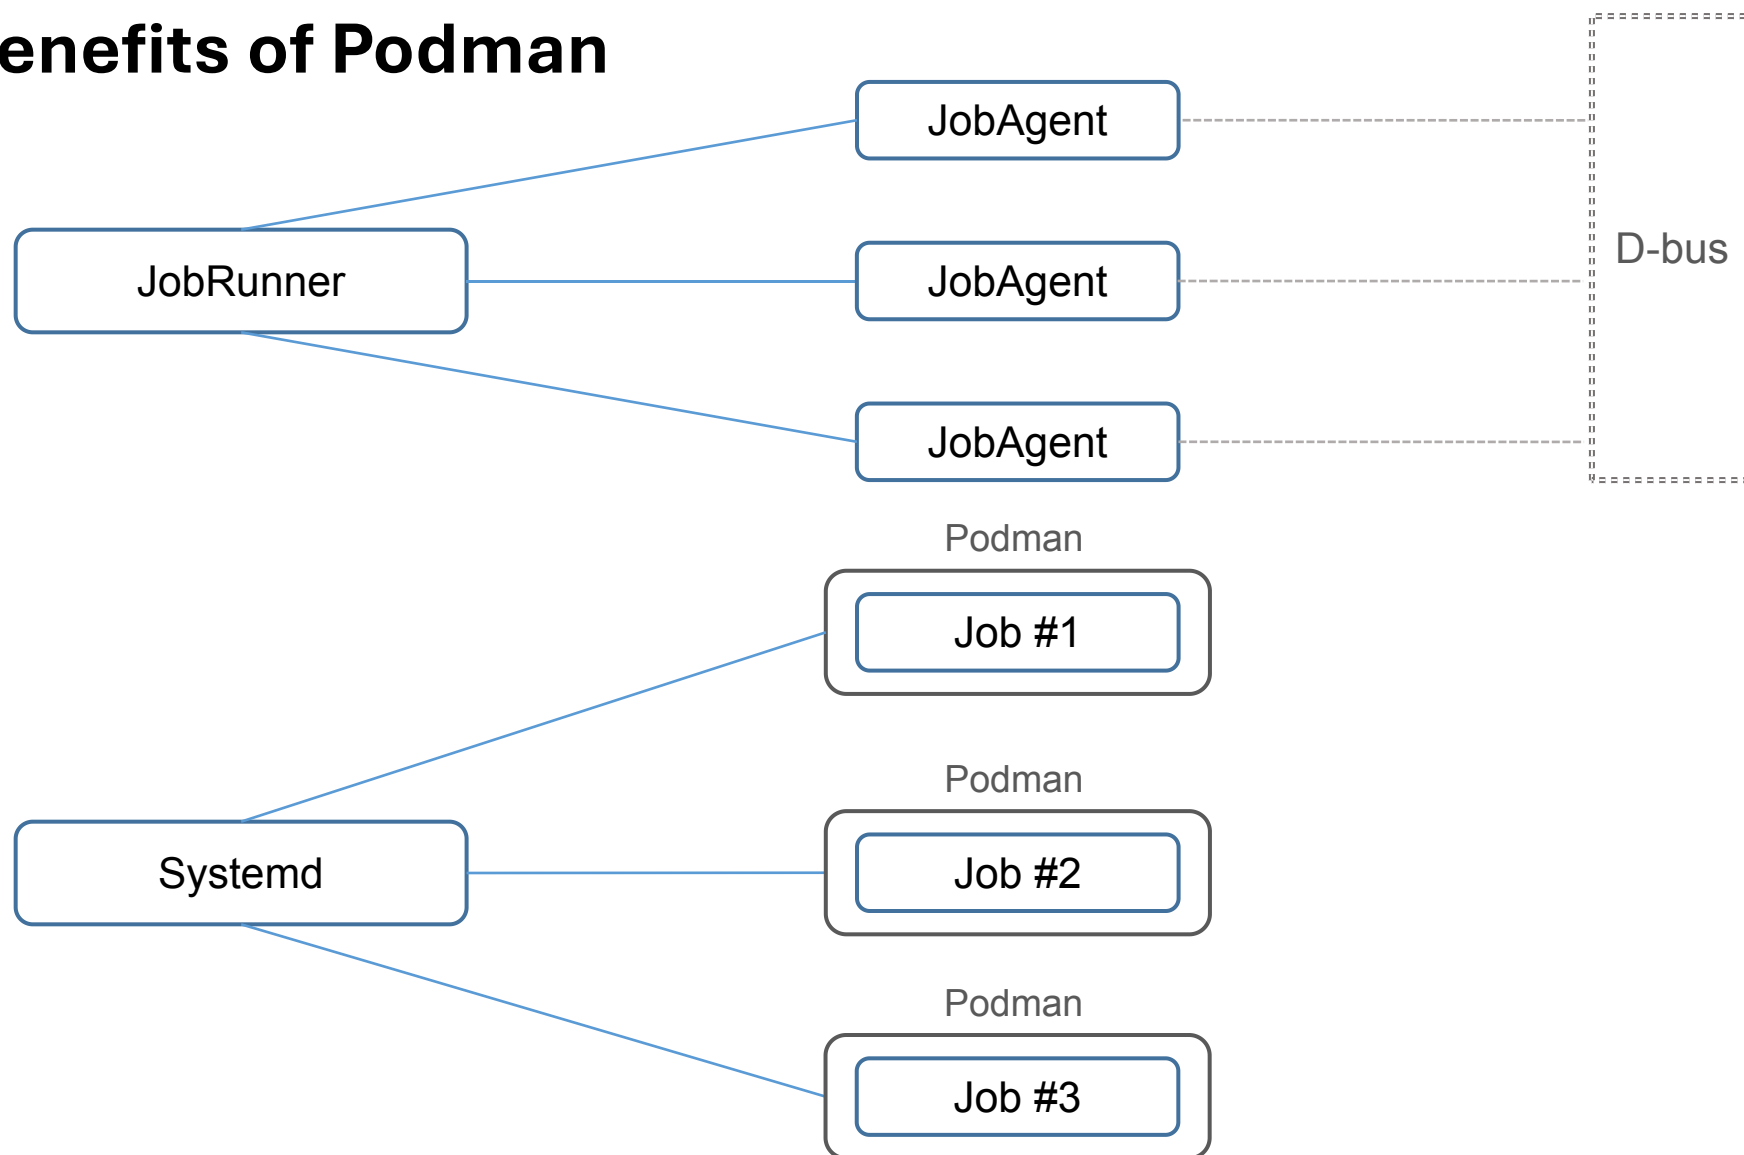 enefits of Podman
JobAgent
JobRunner
JobAgent
D-bus
JobAgent
Podman
Job #1
Podman
Systemd
Job #2
Podman
Job #3